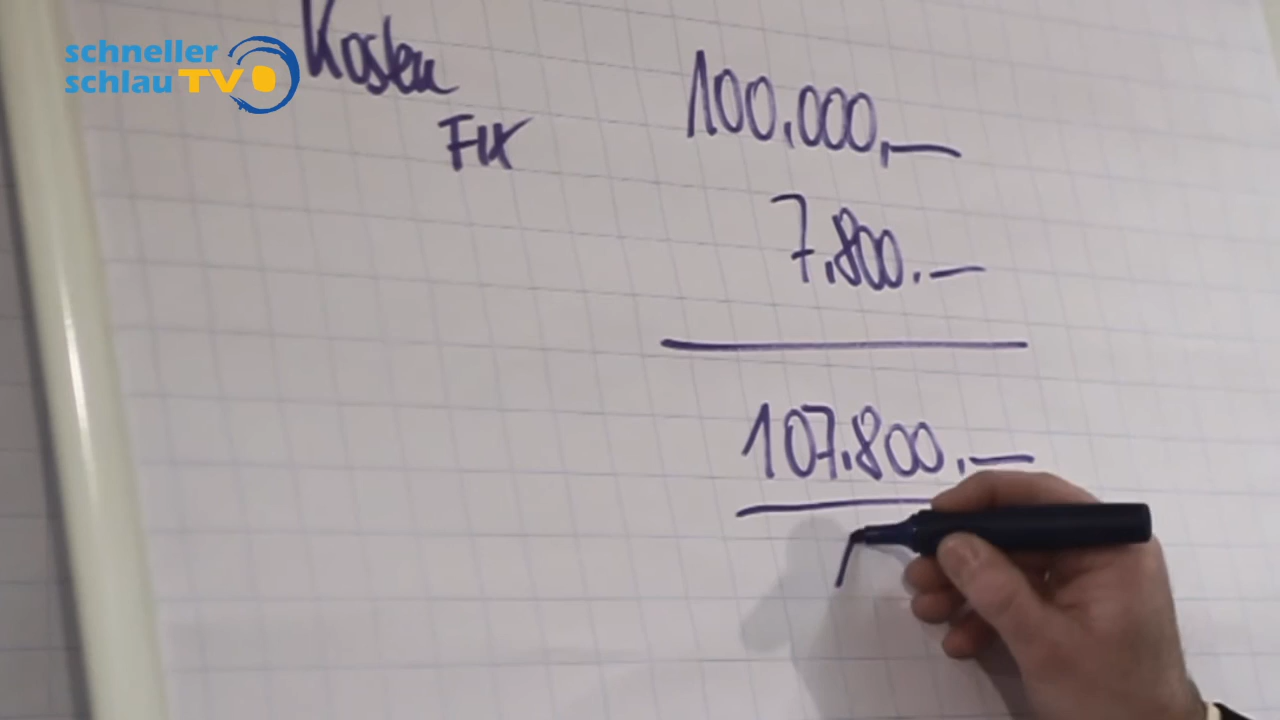 schneller
schlau TV
Kosten
Fix
100.000,—
7.800.—
107.800.—